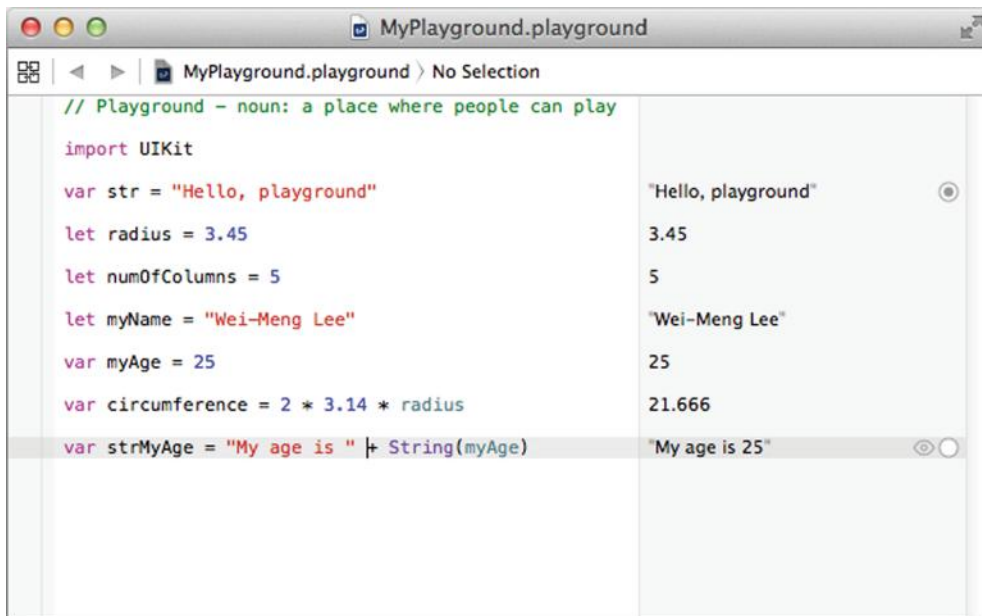 MyPlayground.playground
MyPlayground.playground 〉 No Selection
// Playground – noun: a place where people can play
import UIKit
var str = "Hello, playground" "Hello, playground"
let radius = 3.45 3.45
let numOfColumns = 5 5
let myName = "Wei-Meng Lee" "Wei-Meng Lee"
var myAge = 25 25
var circumference = 2 * 3.14 * radius 21.666
var strMyAge = "My age is " + String(myAge) "My age is 25"